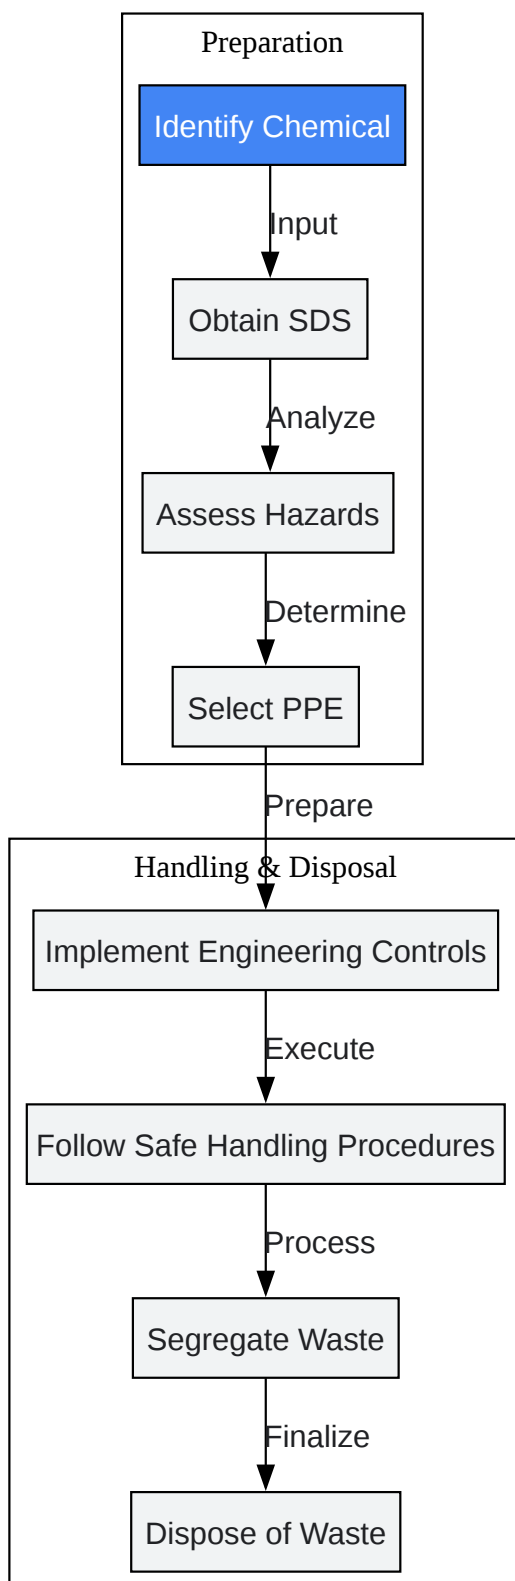 Preparation
Identify Chemical
Input
Obtain SDS
Analyze
Assess Hazards
Determine
Select PPE
Prepare
Handling & Disposal
Implement Engineering Controls
Execute
Follow Safe Handling Procedures
Process
Segregate Waste
Finalize
Dispose of Waste